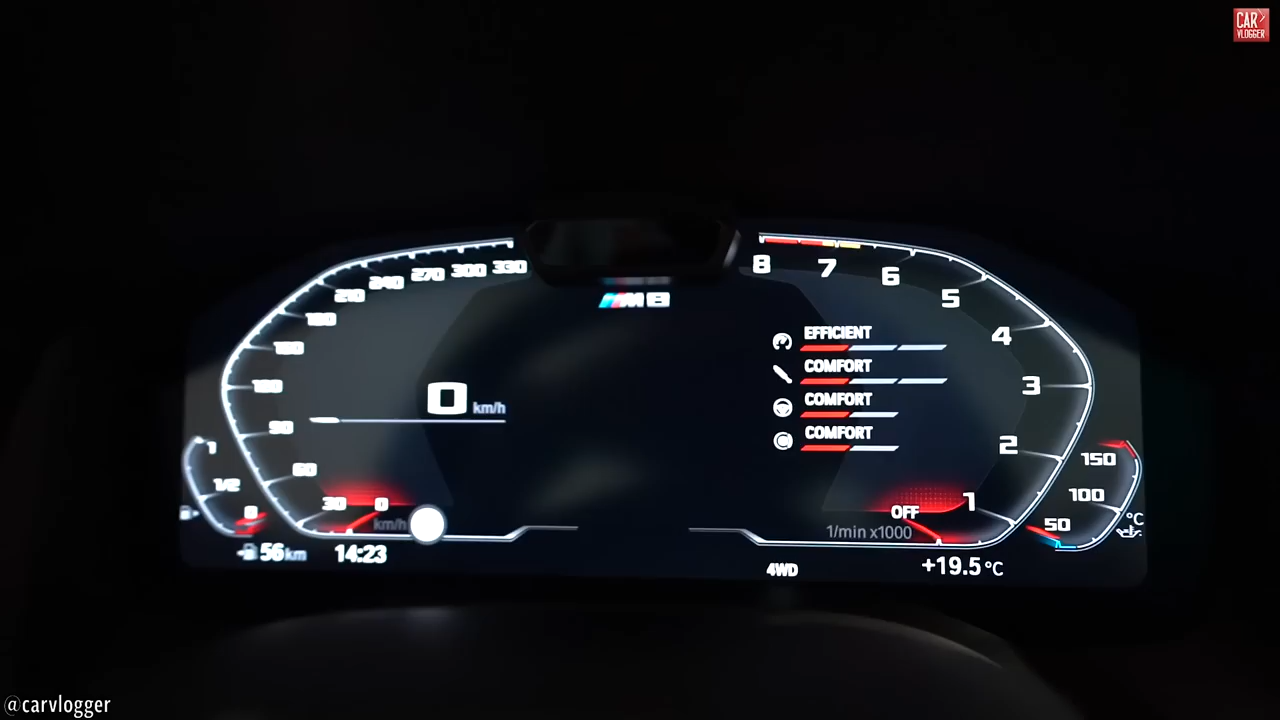 CAR
VLOGGER
M8
330
300
270
240
210
180
150
120
90
60
30
0
km/h
0 km/h
1
1/2
0
56 km
14:23
8
7
6
5
4
3
2
1
OFF
1/min x1000
EFFICIENT
COMFORT
COMFORT
COMFORT
150
100
50
°C
4WD
+19.5 °C
@carvlogger